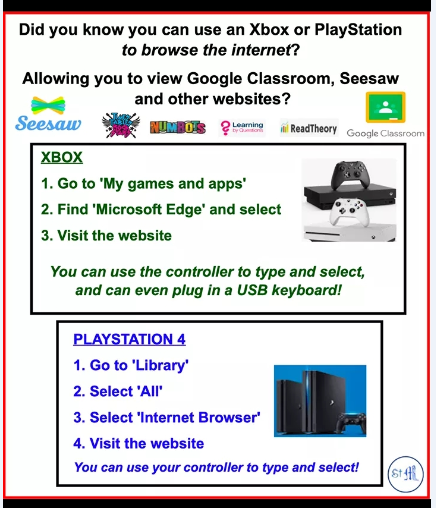 Did you know you can use an Xbox or PlayStation
to browse the internet?
Allowing you to view Google Classroom, Seesaw
and other websites?
Seesaw
NUMBOTS
Learning
by Questions
ReadTheory
Google Classroom
XBOX
1. Go to 'My games and apps'
2. Find 'Microsoft Edge' and select
3. Visit the website
You can use the controller to type and select,
and can even plug in a USB keyboard!
PLAYSTATION 4
1. Go to 'Library'
2. Select 'All'
3. Select 'Internet Browser'
4. Visit the website
You can use your controller to type and select!